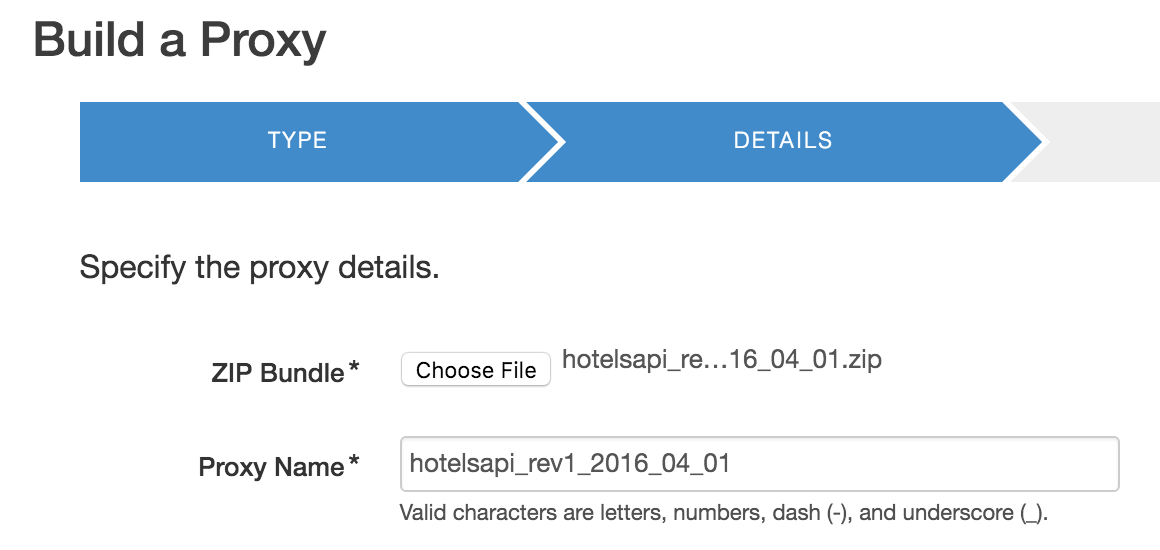 Build a Proxy
TYPE DETAILS
Specify the proxy details.
ZIP Bundle* Choose File hotelsapi_re...16_04_01.zip
Proxy Name* hotelsapi_rev1_2016_04_01
Valid characters are letters, numbers, dash (-), and underscore (_).